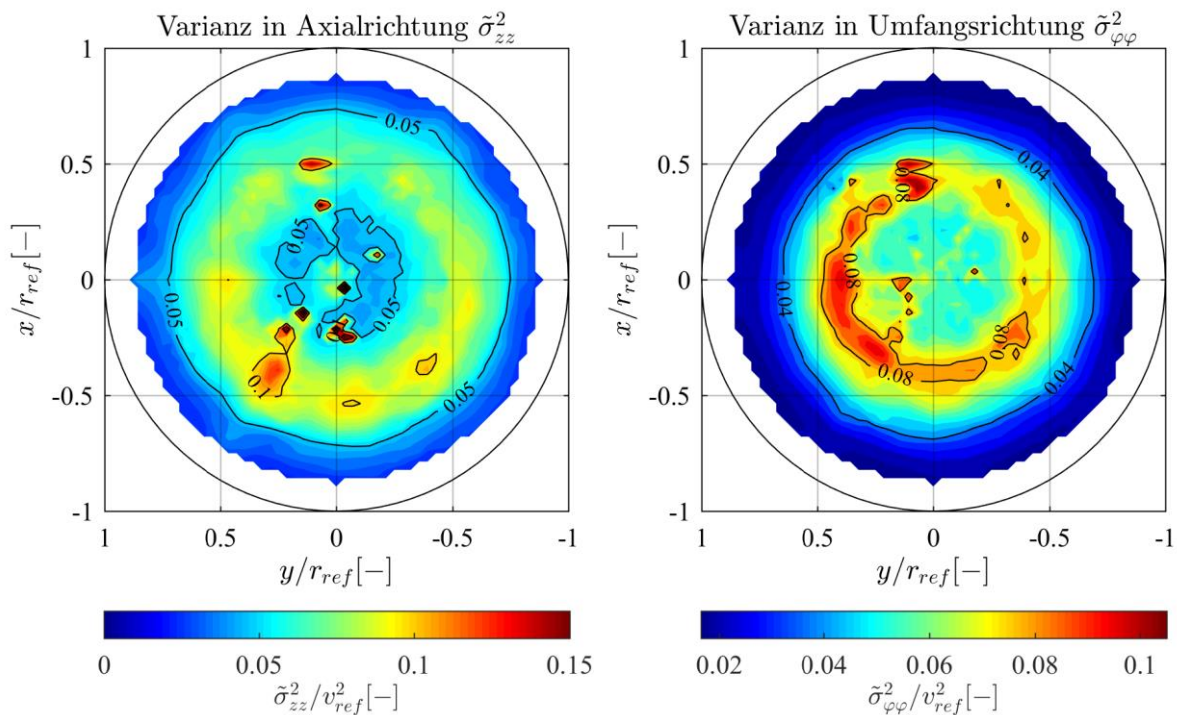 Varianz in Axialrichtung σ̃²zz
1
0.5
0
-0.5
-1
x/r_ref[−]
0.05
0.05
0.05
0.05
0.05
0.1
1 0.5 0 -0.5 -1
y/r_ref[−]
0 0.05 0.1 0.15
σ̃²zz/v²ref[−]
Varianz in Umfangsrichtung σ̃²φφ
1
0.5
0
-0.5
-1
x/r_ref[−]
0.08
0.04
0.08
0.04
0.08
0.08
0.04
1 0.5 0 -0.5 -1
y/r_ref[−]
0.02 0.04 0.06 0.08 0.1
σ̃²φφ/v²ref[−]